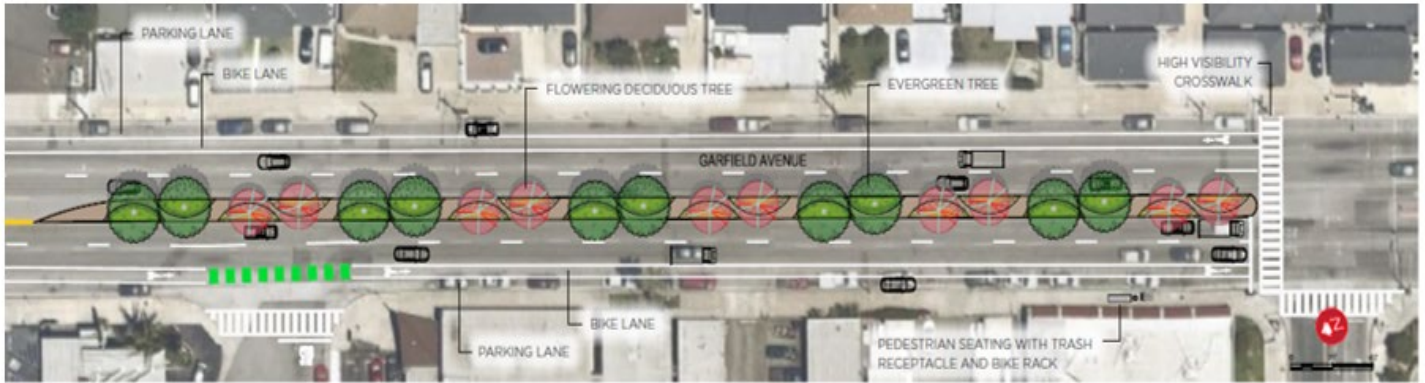 PARKING LANE
BIKE LANE
FLOWERING DECIDUOUS TREE
EVERGREEN TREE
HIGH VISIBILITY
CROSSWALK
GARFIELD AVENUE
BIKE LANE
PARKING LANE
PEDESTRIAN SEATING WITH TRASH
RECEPTACLE AND BIKE RACK
Z